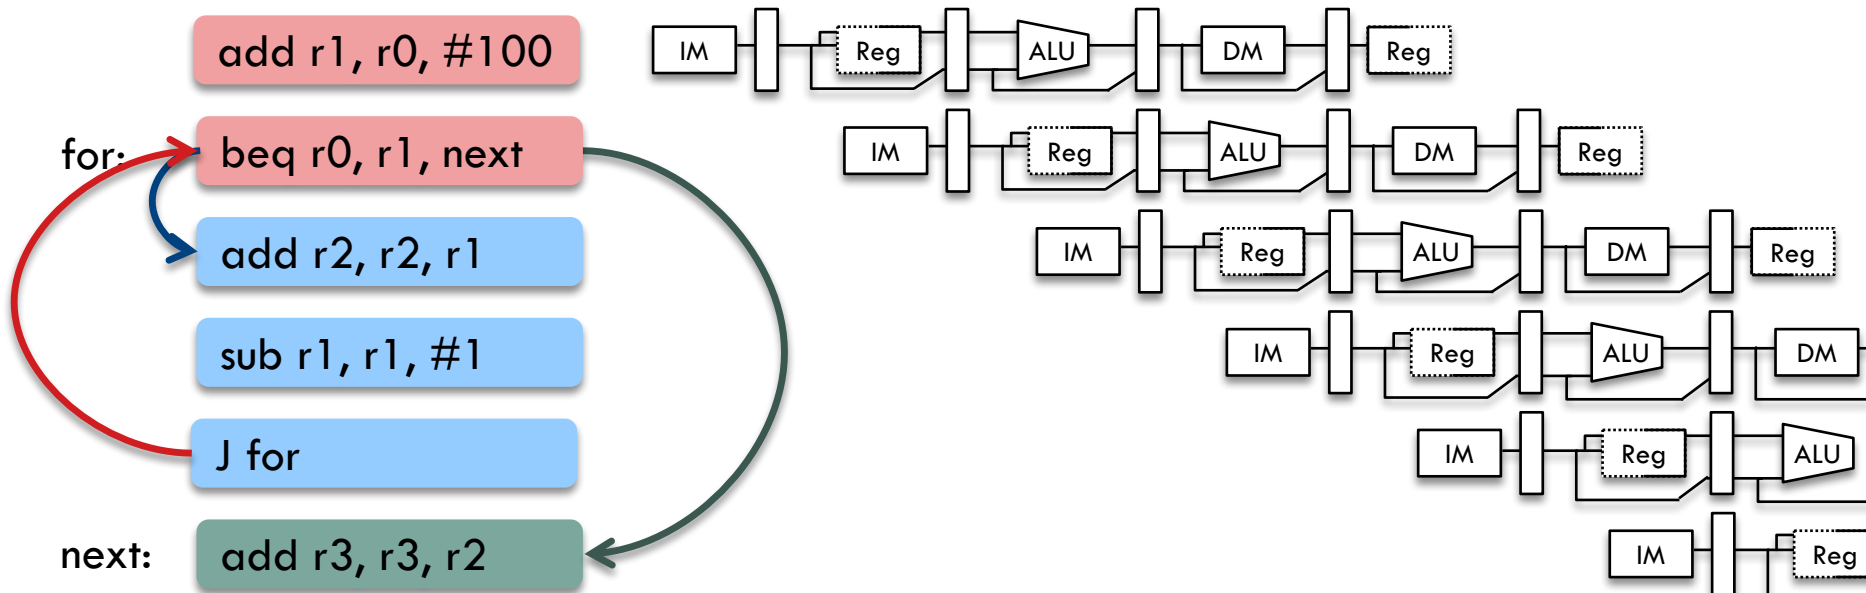 add r1, r0, #100
IM Reg ALU DM Reg
for: beq r0, r1, next
IM Reg ALU DM Reg
add r2, r2, r1
IM Reg ALU DM Reg
sub r1, r1, #1
IM Reg ALU DM
J for
IM Reg ALU
next: add r3, r3, r2
IM Reg